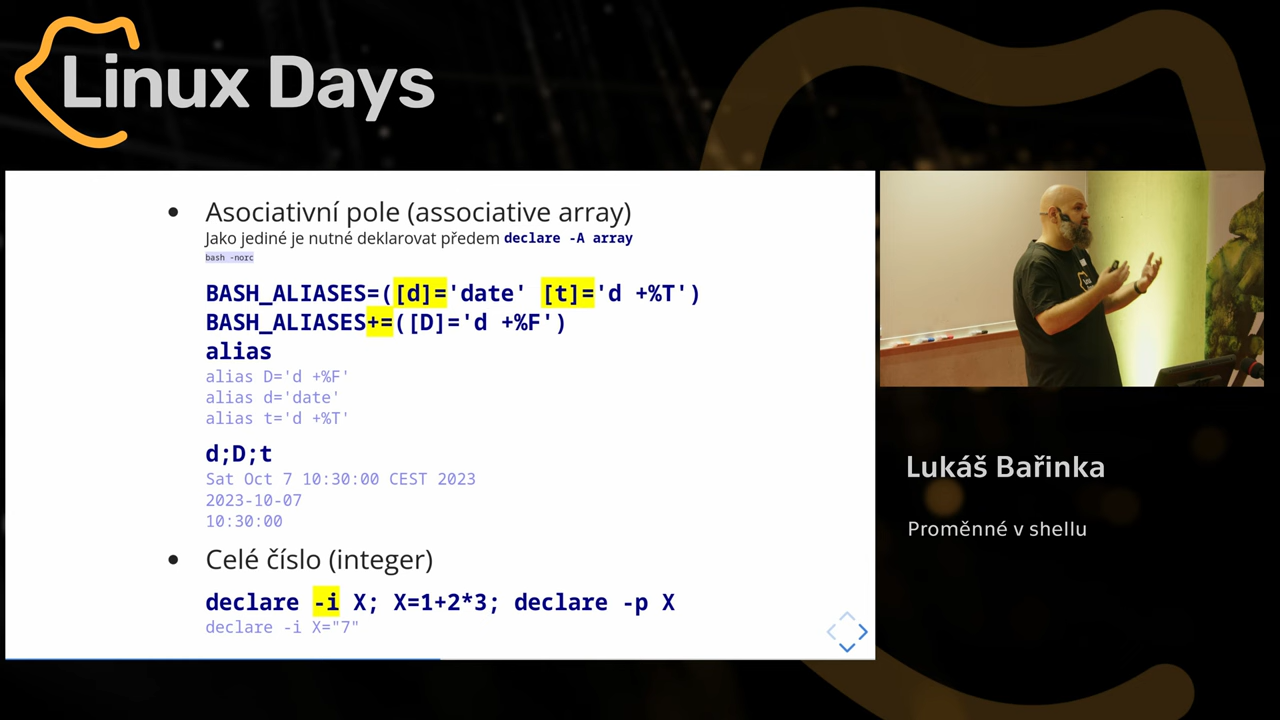 Linux Days
Asociativní pole (associative array)
Jako jediné je nutné deklarovat předem declare -A array
bash -norc
BASH_ALIASES=([d]='date' [t]='d +%T')
BASH_ALIASES+=([D]='d +%F')
alias
alias D='d +%F'
alias d='date'
alias t='d +%T'
d;D;t
Sat Oct 7 10:30:00 CEST 2023
2023-10-07
10:30:00
Celé číslo (integer)
declare -i X; X=1+2*3; declare -p X
declare -i X="7"
Lukáš Bařinka
Proměnné v shellu